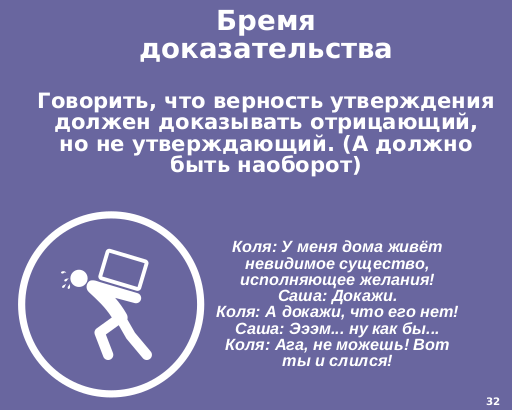 Бремя
доказательства
Говорить, что верность утверждения
должен доказывать отрицающий,
но не утверждающий. (А должно
быть наоборот)
Коля: У меня дома живёт
невидимое существо,
исполняющее желания!
Саша: Докажи.
Коля: А докажи, что его нет!
Саша: Эээм... ну как бы...
Коля: Ага, не можешь! Вот
ты и слился!
32